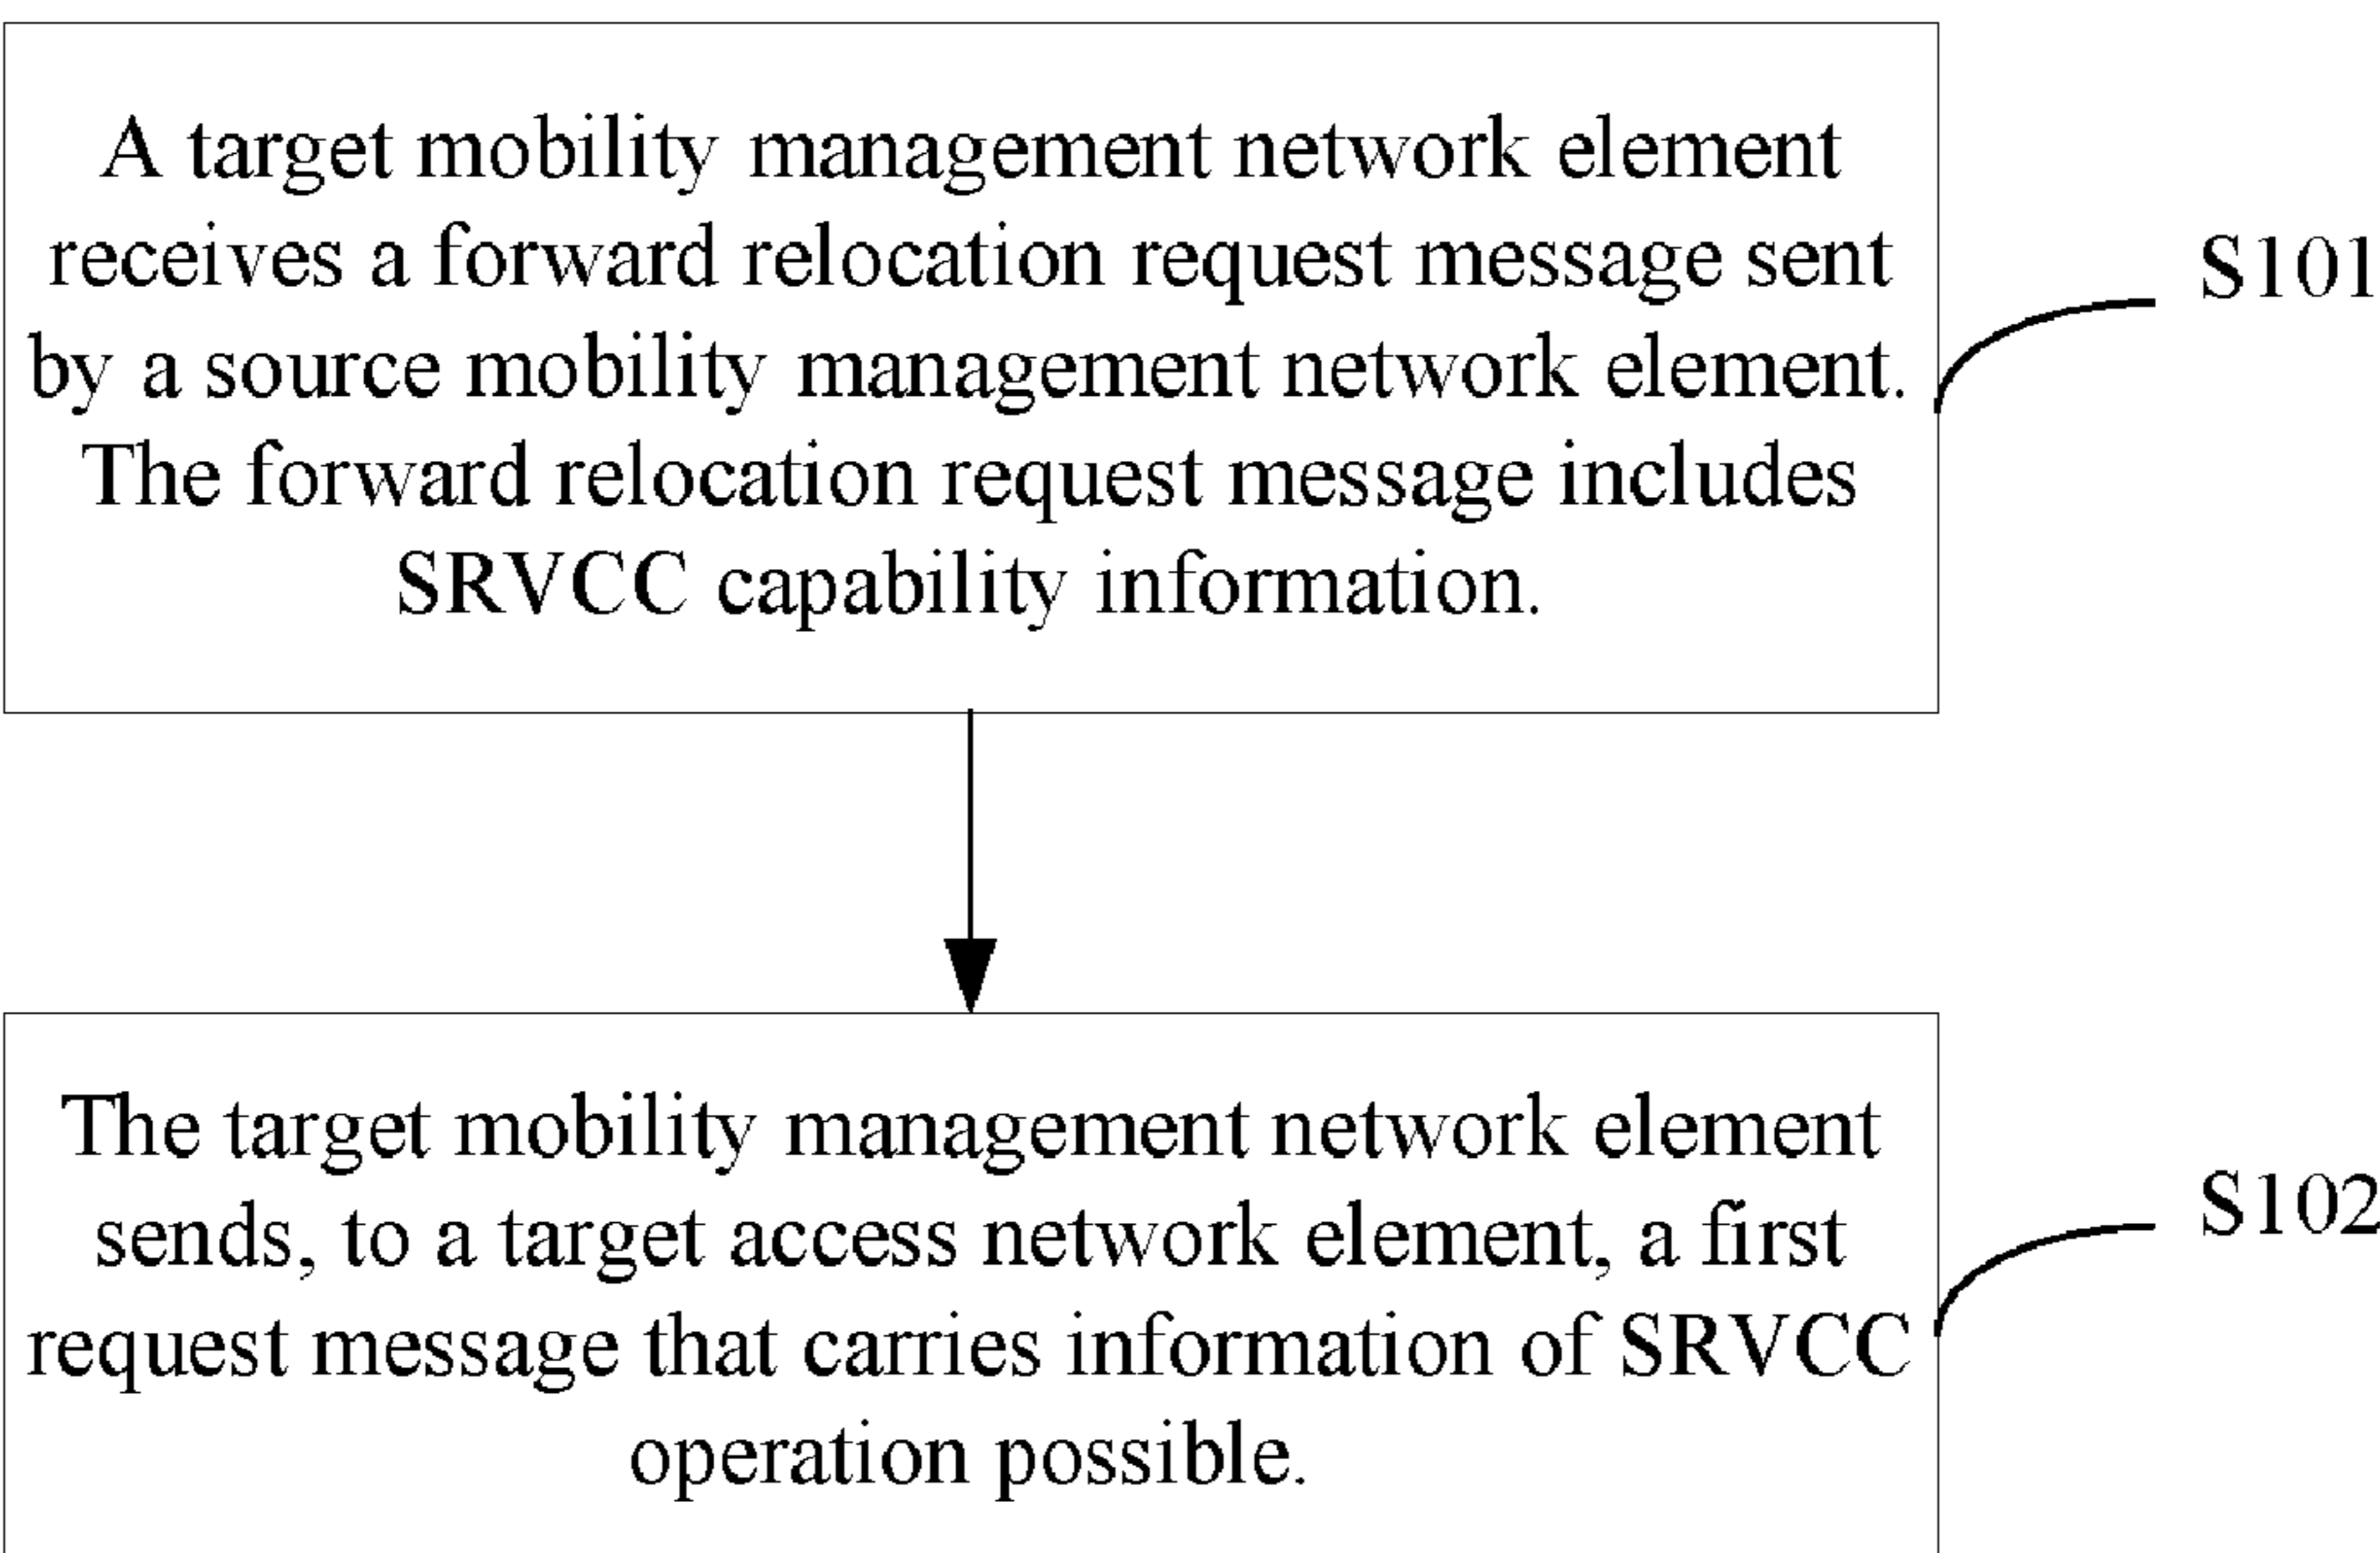 A target mobility management network element
receives a forward relocation request message sent
by a source mobility management network element.
The forward relocation request message includes
SRVCC capability information.
S101
The target mobility management network element
sends, to a target access network element, a first
request message that carries information of SRVCC
operation possible.
S102